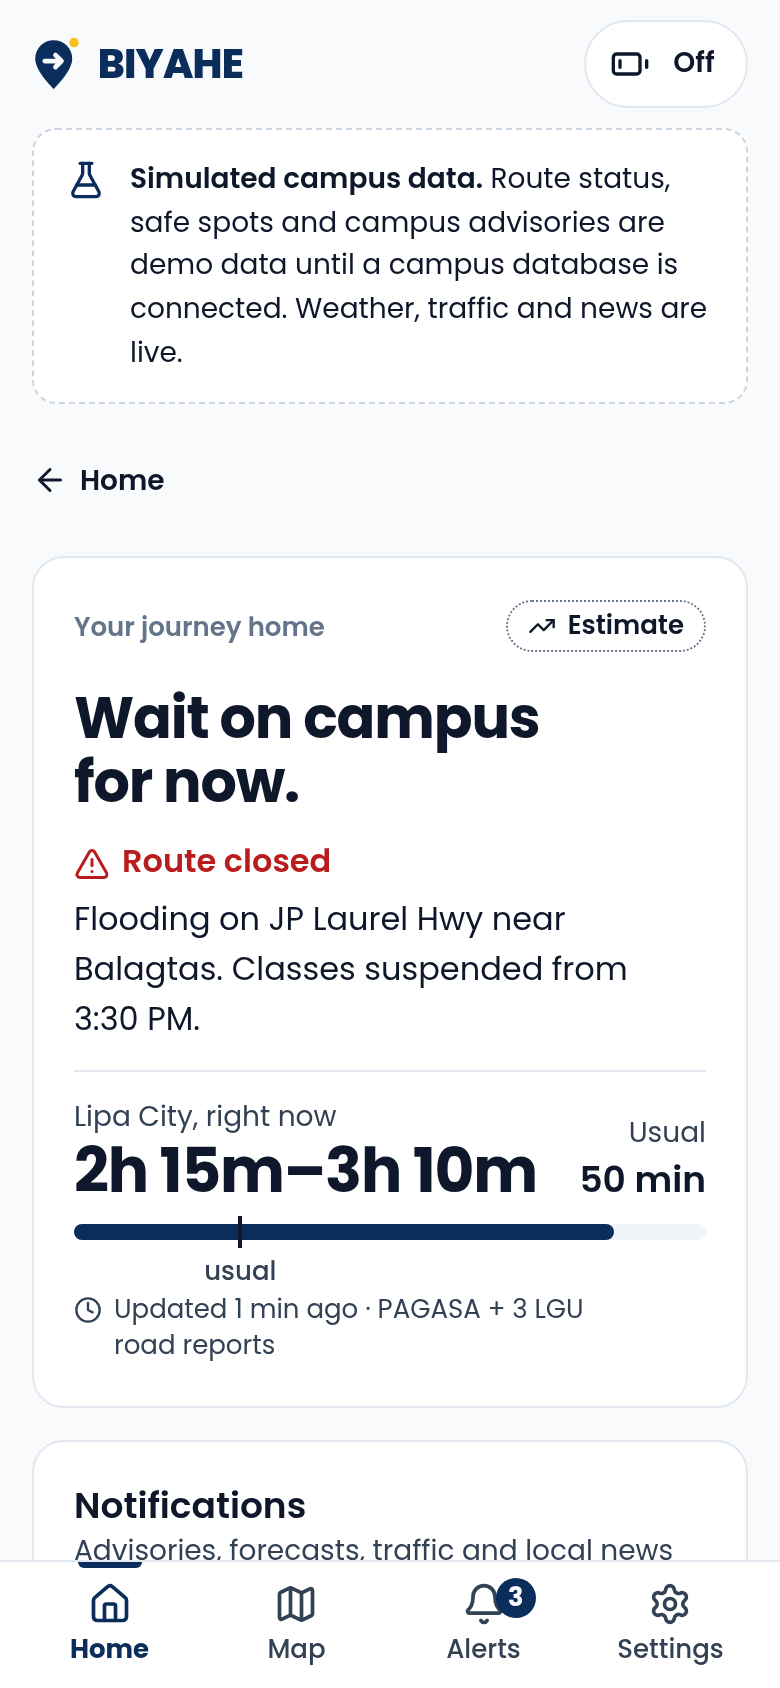 BIYAHE
Off
Simulated campus data. Route status,
safe spots and campus advisories are
demo data until a campus database is
connected. Weather, traffic and news are
live.
Home
Your journey home
Estimate
Wait on campus
for now.
Route closed
Flooding on JP Laurel Hwy near
Balagtas. Classes suspended from
3:30 PM.
Lipa City, right now
Usual
2h 15m–3h 10m
50 min
usual
Updated 1 min ago · PAGASA + 3 LGU
road reports
Notifications
Advisories, forecasts, traffic and local news
3
Home
Map
Alerts
Settings